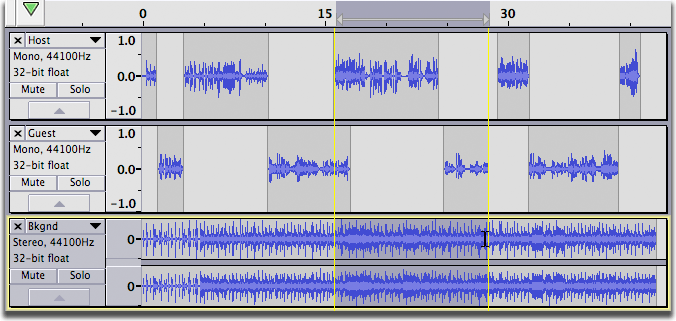 0 15 30
Host 1.0
Mono, 44100Hz
32-bit float 0.0
Mute Solo
-1.0
Guest 1.0
Mono, 44100Hz
32-bit float 0.0
Mute Solo
-1.0
Bkgnd
Stereo, 44100Hz 0
32-bit float
Mute Solo 0